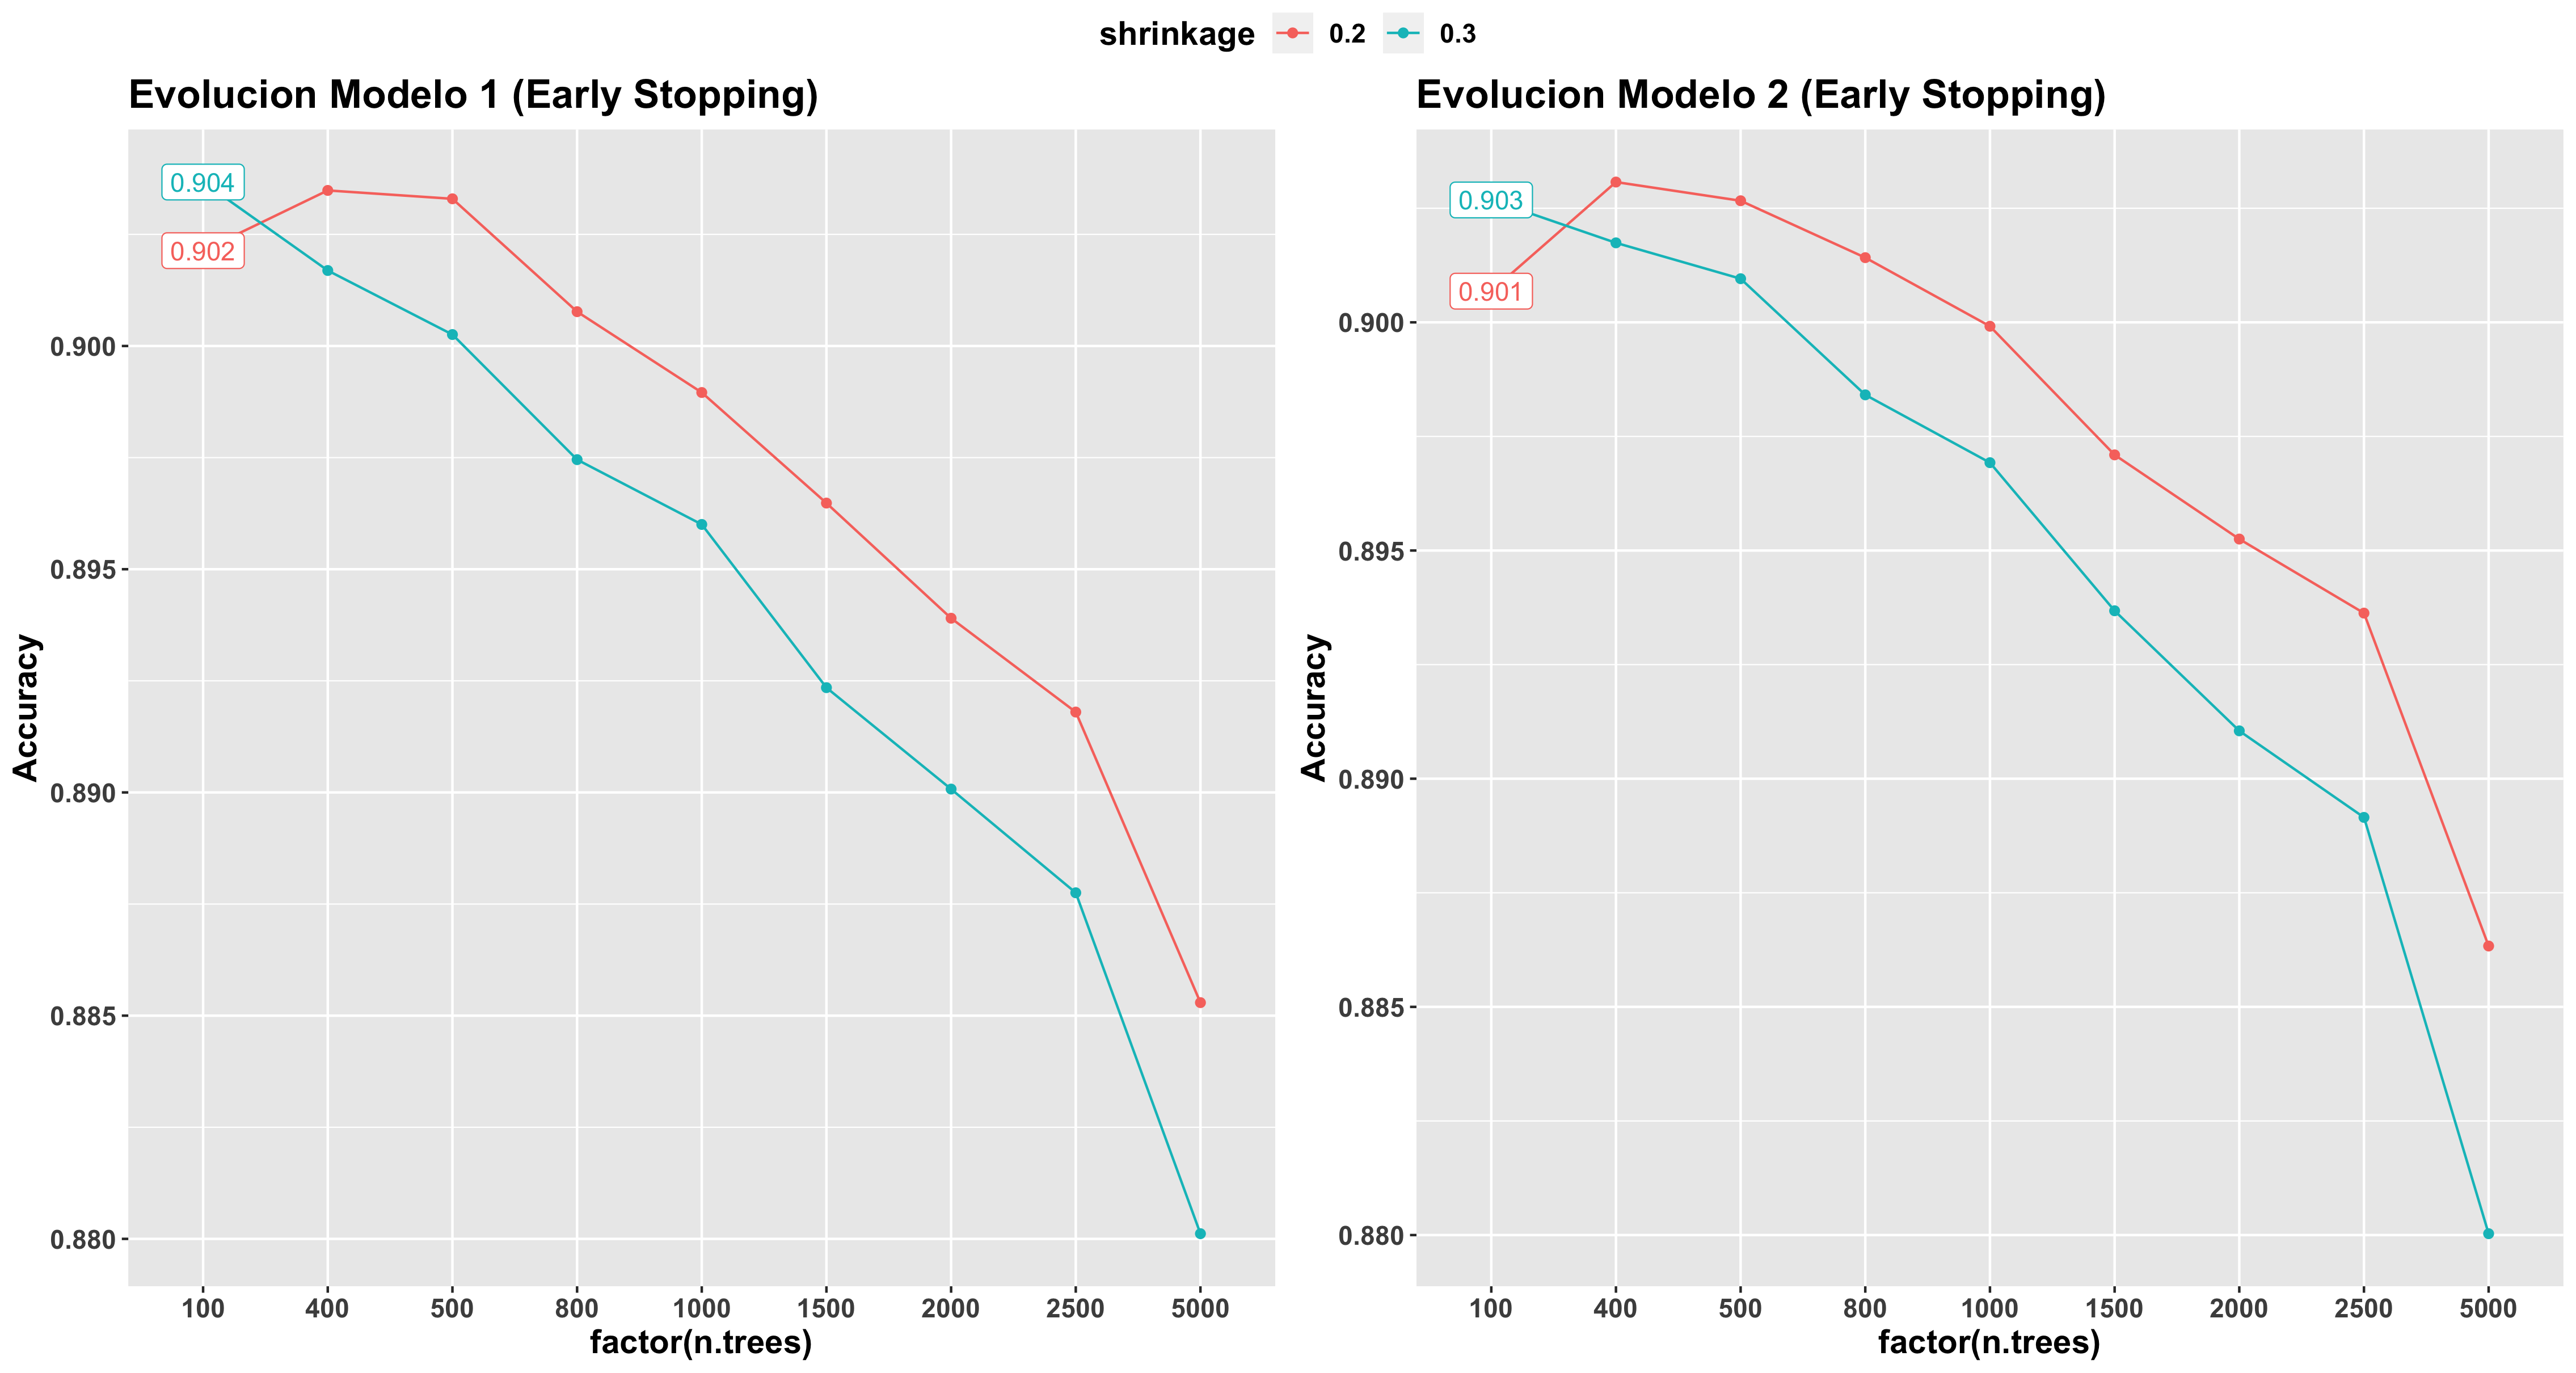 shrinkage 0.2 0.3
Evolucion Modelo 1 (Early Stopping)
0.904
0.902
0.900
0.895
0.890
0.885
0.880
Accuracy
100 400 500 800 1000 1500 2000 2500 5000
factor(n.trees)
Evolucion Modelo 2 (Early Stopping)
0.903
0.901
0.900
0.895
0.890
0.885
0.880
Accuracy
100 400 500 800 1000 1500 2000 2500 5000
factor(n.trees)